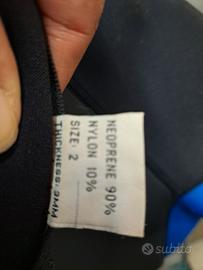 NEOPRENE 90%
NYLON 10%
SIZE: 2
THICKNESS:3MM
subito